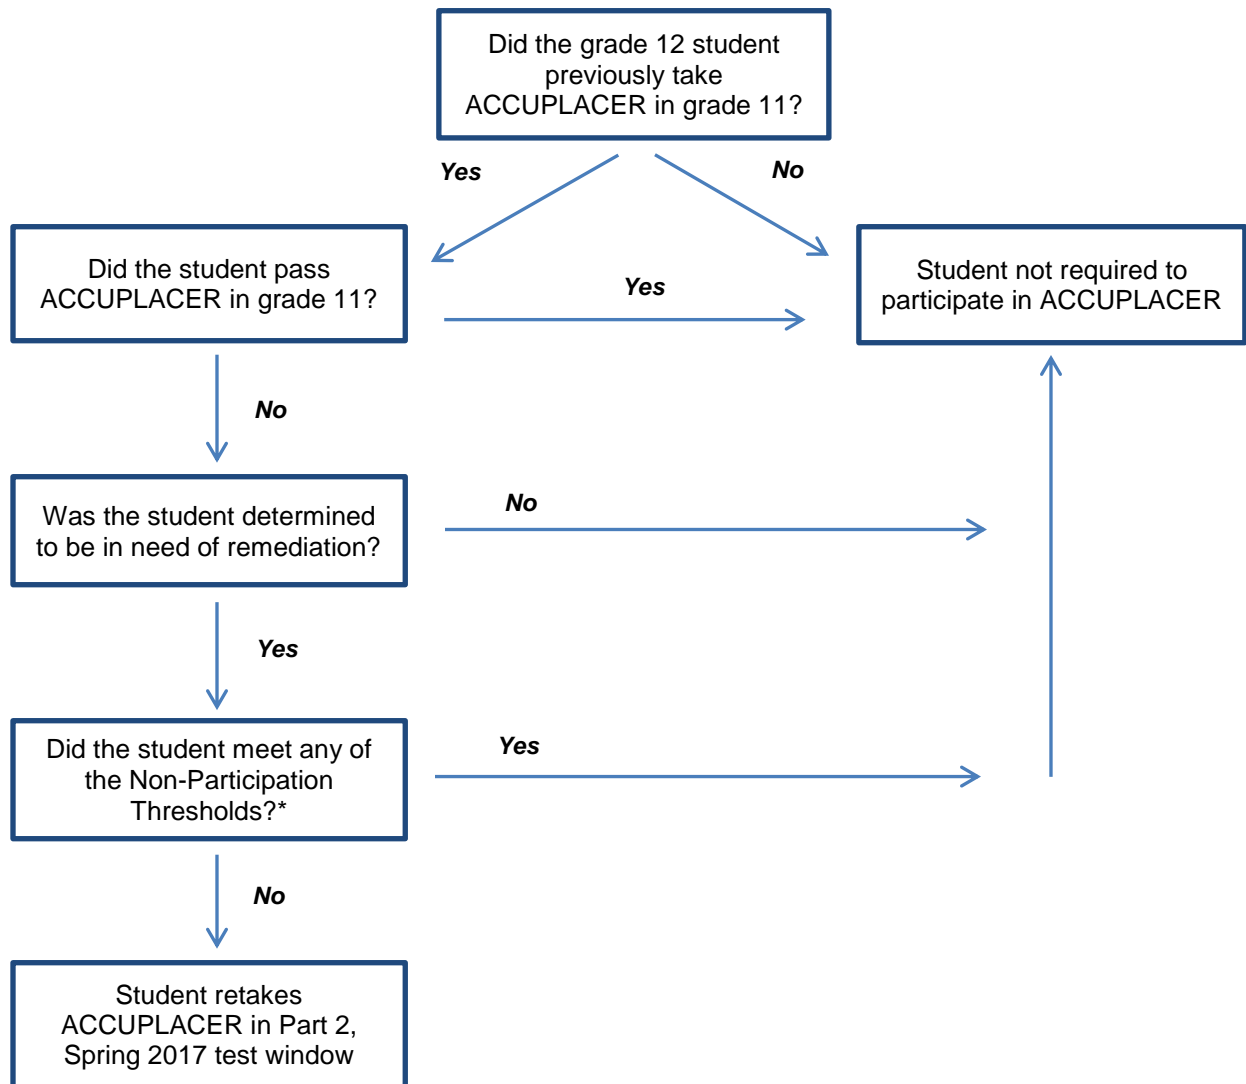 Did the grade 12 student
previously take
ACCUPLACER in grade 11?
Yes
No
Did the student pass
ACCUPLACER in grade 11?
Yes
Student not required to
participate in ACCUPLACER
No
Was the student determined
to be in need of remediation?
No
Yes
Did the student meet any of
the Non-Participation
Thresholds?*
Yes
No
Student retakes
ACCUPLACER in Part 2,
Spring 2017 test window